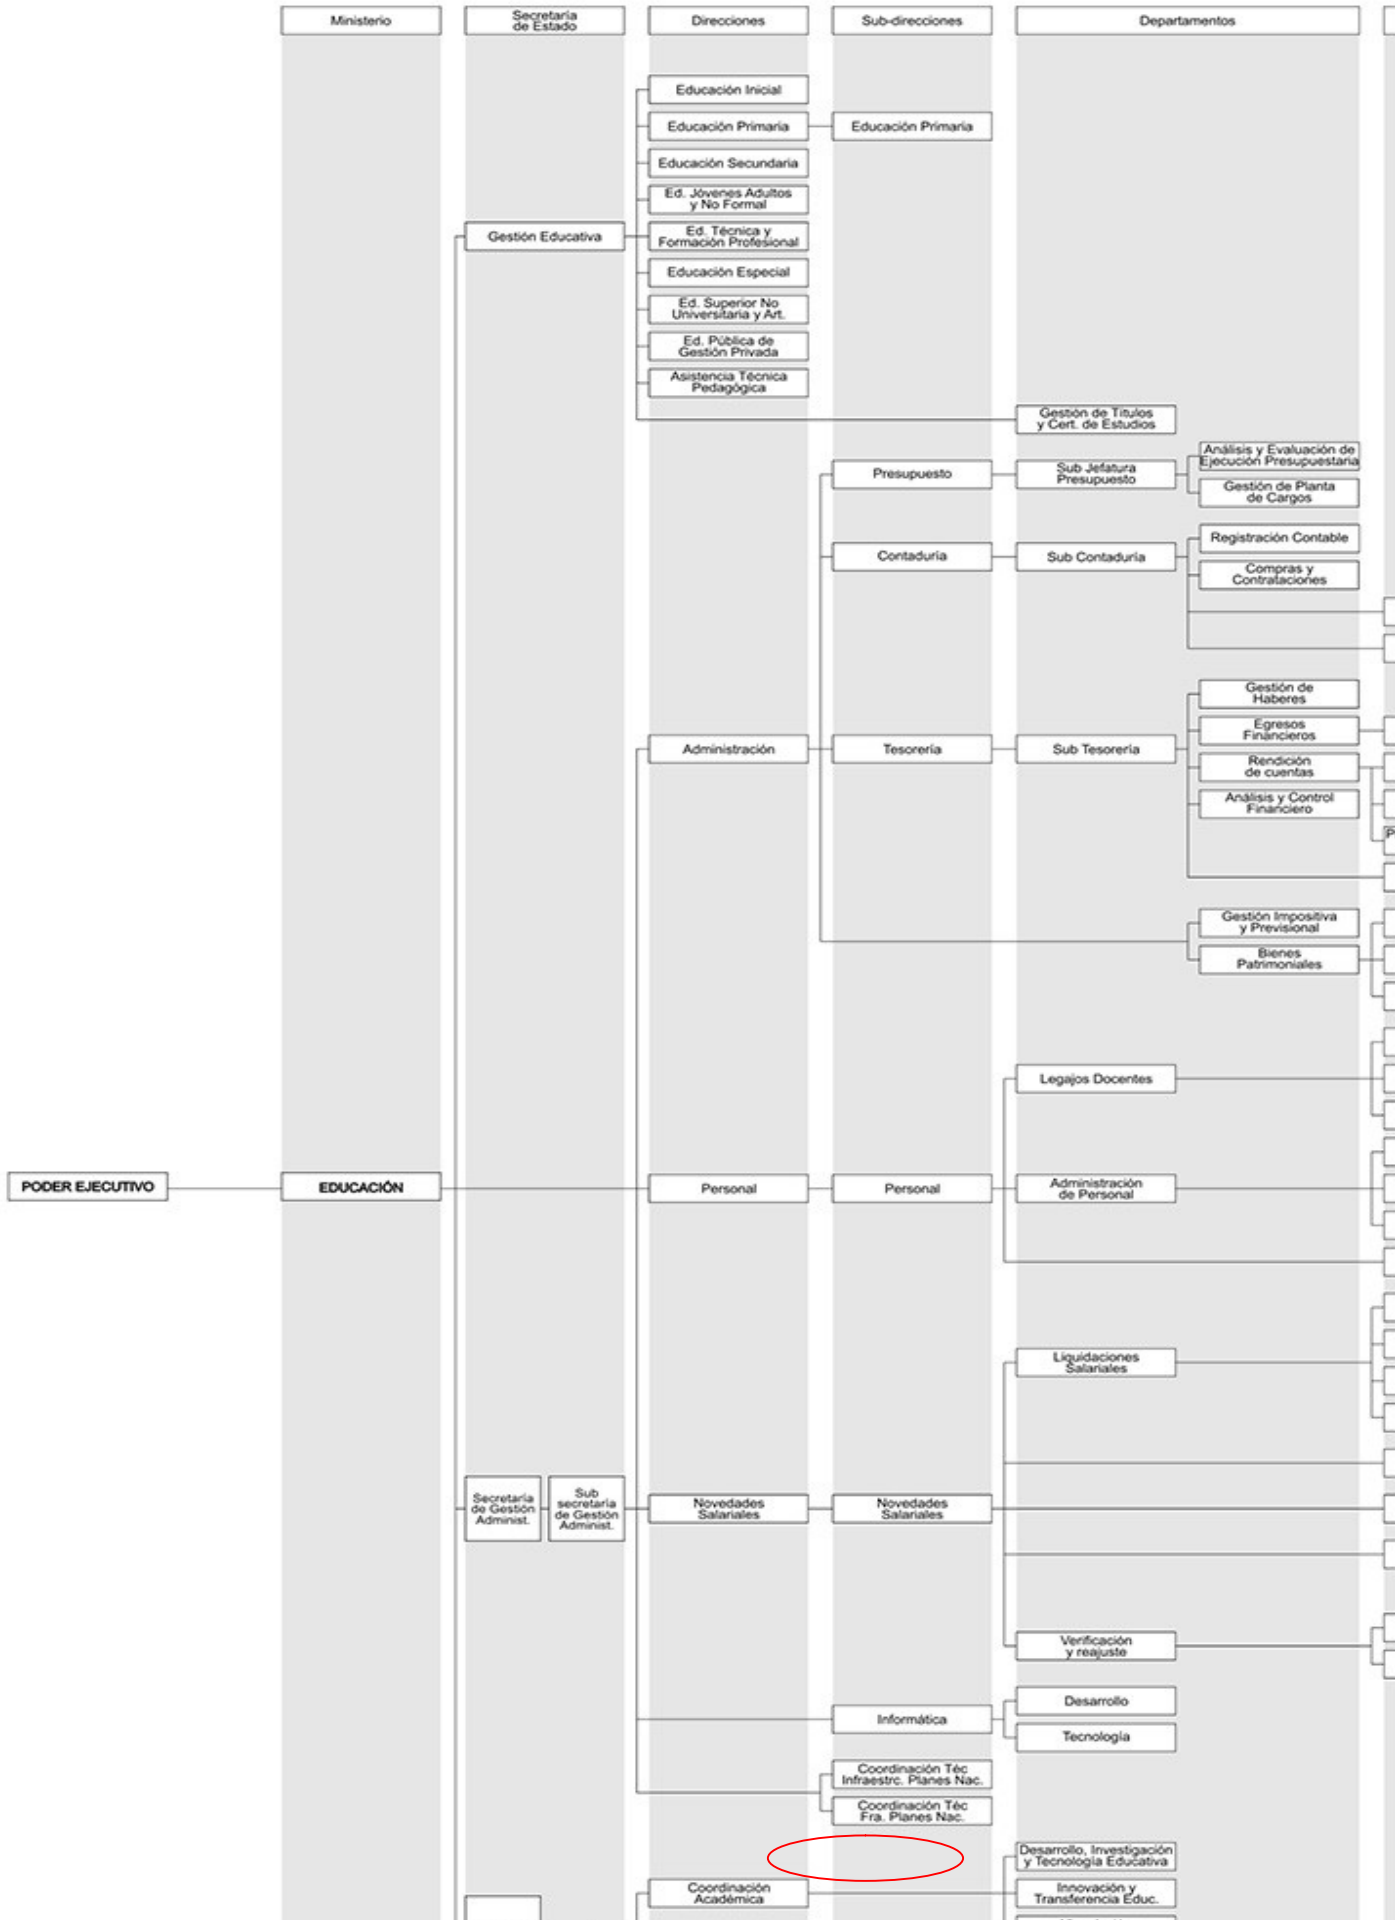 Ministerio
Secretaría
de Estado
Direcciones
Sub-direcciones
Departamentos
Educación Inicial
Educación Primaria
Educación Primaria
Educación Secundaria
Ed. Jóvenes Adultos
y No Formal
Gestión Educativa
Ed. Técnica y
Formación Profesional
Educación Especial
Ed. Superior No
Universitaria y Art.
Ed. Pública de
Gestión Privada
Asistencia Técnica
Pedagógica
Gestión de Títulos
y Cert. de Estudios
Presupuesto
Sub Jefatura
Presupuesto
Análisis y Evaluación de
Ejecución Presupuestaria
Gestión de Planta
de Cargos
Contaduría
Sub Contaduría
Registración Contable
Compras y
Contrataciones
Administración
Tesorería
Sub Tesorería
Gestión de
Haberes
Egresos
Financieros
Rendición
de cuentas
Análisis y Control
Financiero
P
Gestión Impositiva
y Previsional
Bienes
Patrimoniales
Legajos Docentes
PODER EJECUTIVO
EDUCACIÓN
Personal
Personal
Administración
de Personal
Liquidaciones
Salariales
Secretaría
de Gestión
Administ.
Sub
secretaría
de Gestión
Administ.
Novedades
Salariales
Novedades
Salariales
Verificación
y reajuste
Informática
Desarrollo
Tecnología
Coordinación Téc
Infraestrc. Planes Nac.
Coordinación Téc
Fra. Planes Nac.
Desarrollo, Investigación
y Tecnología Educativa
Coordinación
Académica
Innovación y
Transferencia Educ.